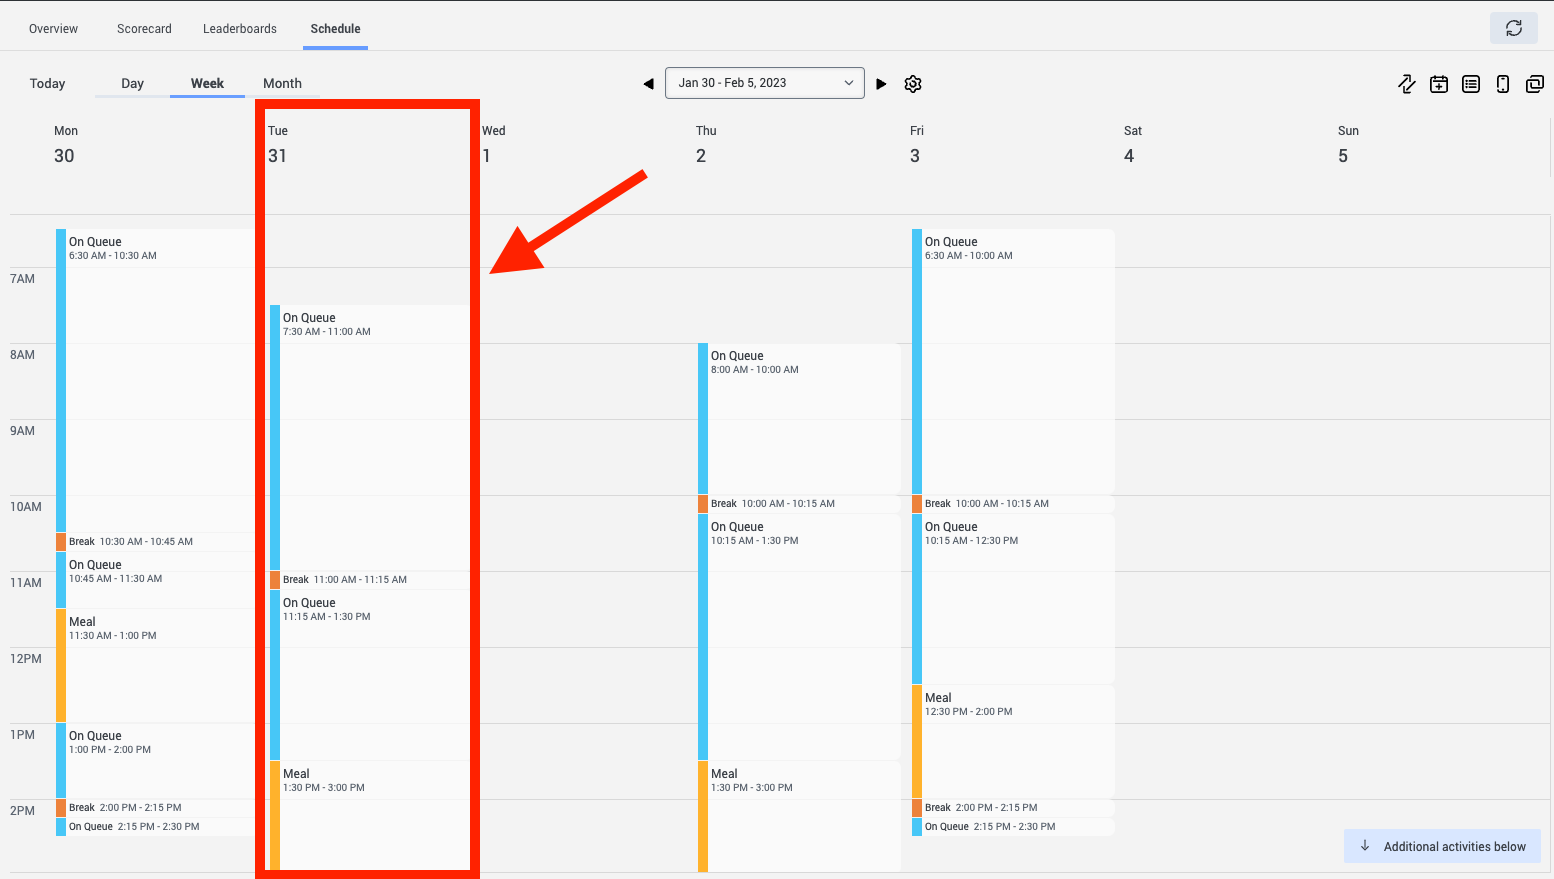 Overview Scorecard Leaderboards Schedule
Today Day Week Month Jan 30 - Feb 5, 2023
Mon Tue Wed Thu Fri Sat Sun
30 31 1 2 3 4 5
7AM
8AM
9AM
10AM
11AM
12PM
1PM
2PM
On Queue
6:30 AM - 10:30 AM
Break 10:30 AM - 10:45 AM
On Queue
10:45 AM - 11:30 AM
Meal
11:30 AM - 1:00 PM
On Queue
1:00 PM - 2:00 PM
Break 2:00 PM - 2:15 PM
On Queue 2:15 PM - 2:30 PM
On Queue
7:30 AM - 11:00 AM
Break 11:00 AM - 11:15 AM
On Queue
11:15 AM - 1:30 PM
Meal
1:30 PM - 3:00 PM
On Queue
8:00 AM - 10:00 AM
Break 10:00 AM - 10:15 AM
On Queue
10:15 AM - 1:30 PM
Meal
1:30 PM - 3:00 PM
On Queue
6:30 AM - 10:00 AM
Break 10:00 AM - 10:15 AM
On Queue
10:15 AM - 12:30 PM
Meal
12:30 PM - 2:00 PM
Break 2:00 PM - 2:15 PM
On Queue 2:15 PM - 2:30 PM
Additional activities below